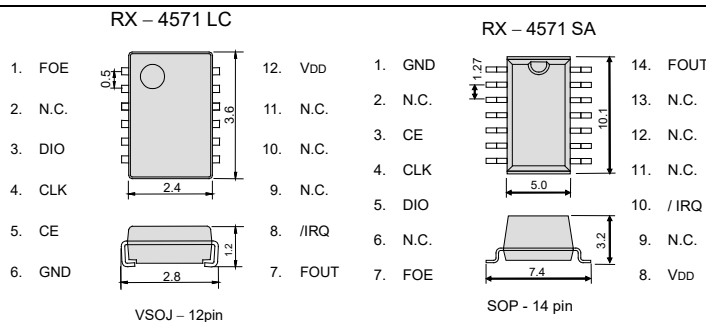 RX – 4571 LC
1. FOE
2. N.C.
3. DIO
4. CLK
5. CE
6. GND
0.5
3.6
2.4
1.2
2.8
12. VDD
11. N.C.
10. N.C.
9. N.C.
8. /IRQ
7. FOUT
VSOJ – 12pin
RX – 4571 SA
1. GND
2. N.C.
3. CE
4. CLK
5. DIO
6. N.C.
7. FOE
1.27
10.1
5.0
3.2
7.4
14. FOUT
13. N.C.
12. N.C.
11. N.C.
10. / IRQ
9. N.C.
8. VDD
SOP - 14 pin